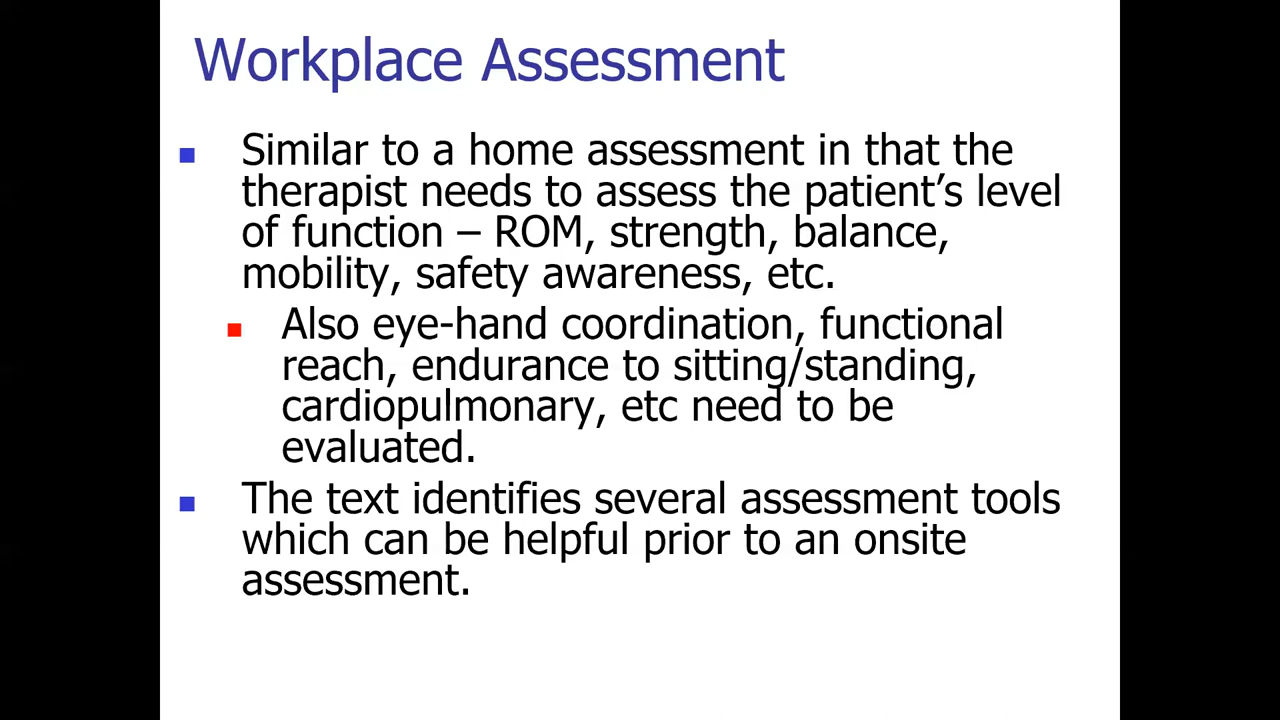 Workplace Assessment
Similar to a home assessment in that the
therapist needs to assess the patient’s level
of function – ROM, strength, balance,
mobility, safety awareness, etc.
Also eye-hand coordination, functional
reach, endurance to sitting/standing,
cardiopulmonary, etc need to be
evaluated.
The text identifies several assessment tools
which can be helpful prior to an onsite
assessment.